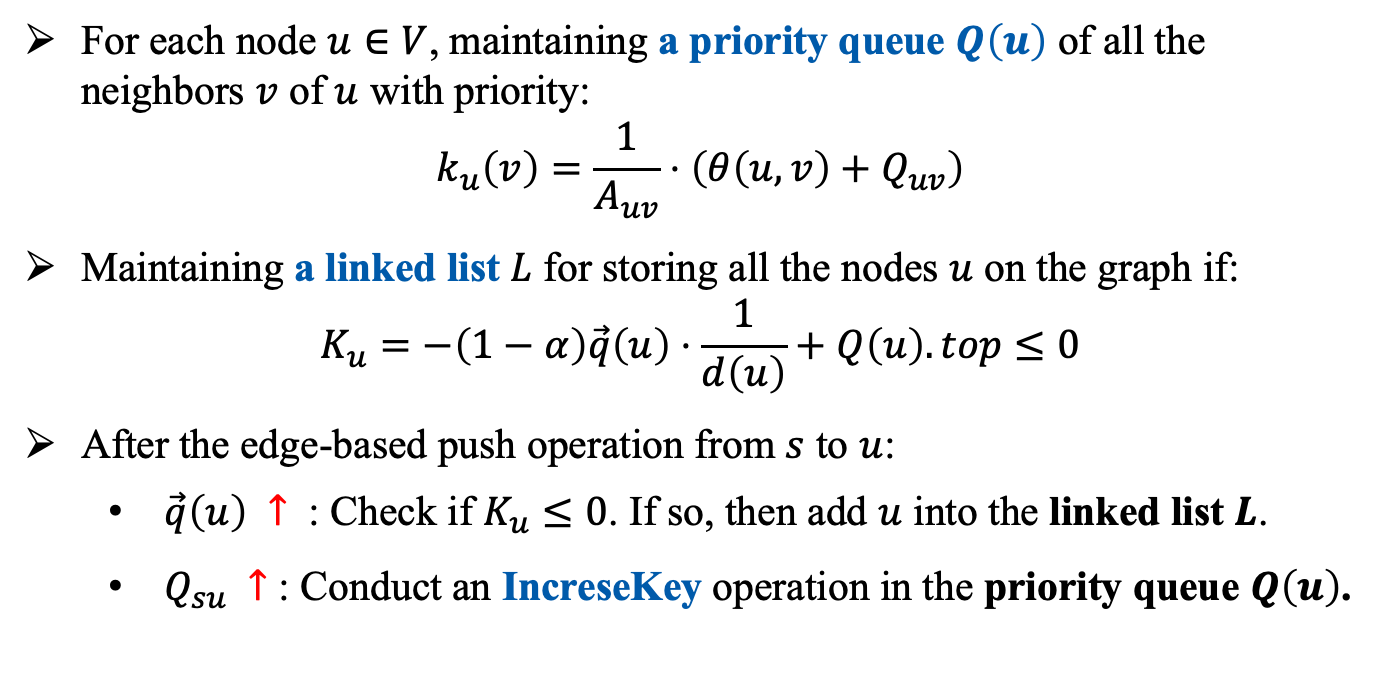 ➢ For each node u ∈ V, maintaining a priority queue Q(u) of all the
neighbors v of u with priority:
k_u(v) = 1/A_uv · (θ(u, v) + Q_uv)
➢ Maintaining a linked list L for storing all the nodes u on the graph if:
K_u = −(1 − α)q⃗(u) · 1/d(u) + Q(u).top ≤ 0
➢ After the edge-based push operation from s to u:
• q⃗(u) ↑ : Check if K_u ≤ 0. If so, then add u into the linked list L.
• Q_su ↑ : Conduct an IncreseKey operation in the priority queue Q(u).